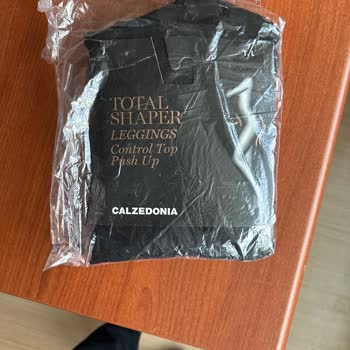 TOTAL
SHAPER
LEGGINGS
Control Top
Push Up
CALZEDONIA